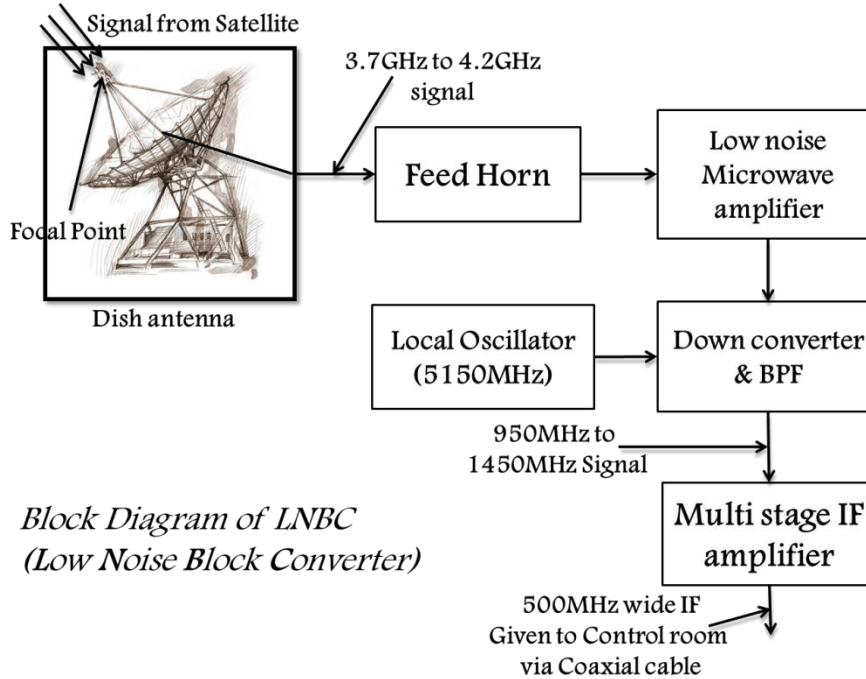 Signal from Satellite
3.7GHz to 4.2GHz
signal
Feed Horn
Low noise
Microwave
amplifier
Focal Point
Dish antenna
Local Oscillator
(5150MHz)
Down converter
& BPF
950MHz to
1450MHz Signal
Block Diagram of LNBC
(Low Noise Block Converter)
Multi stage IF
amplifier
500MHz wide IF
Given to Control room
via Coaxial cable